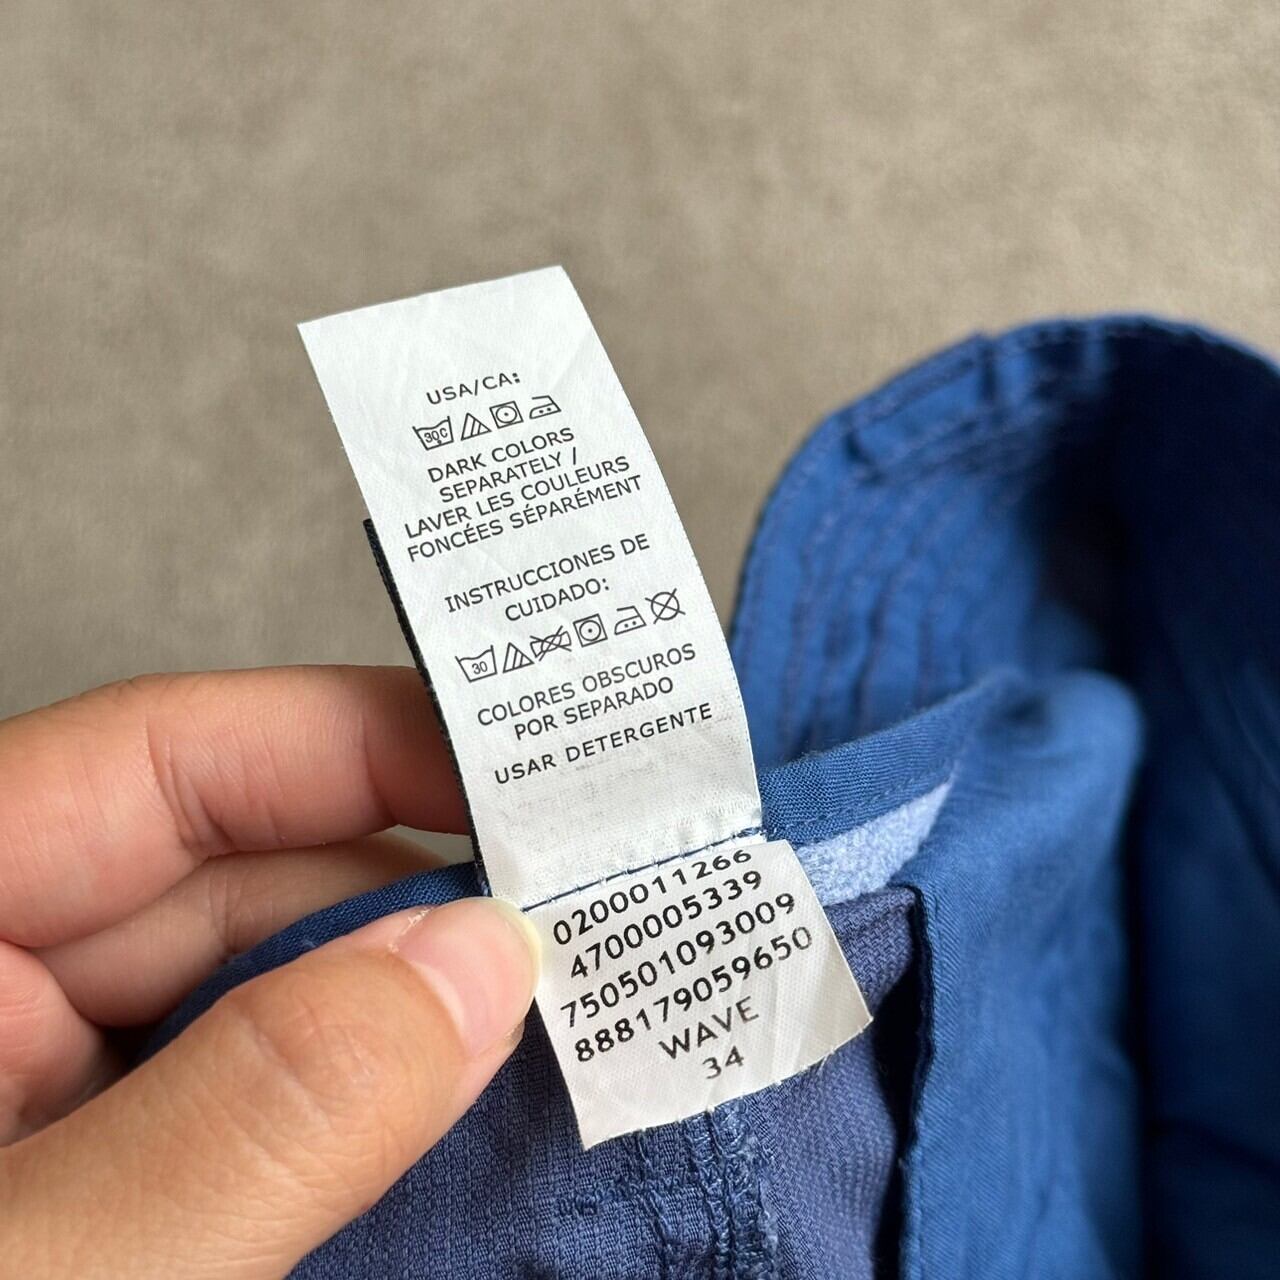 USA/CA:
30°C
DARK COLORS
SEPARATELY /
LAVER LES COULEURS
FONCÉES SÉPARÉMENT
INSTRUCCIONES DE
CUIDADO:
30
COLORES OBSCUROS
POR SEPARADO
USAR DETERGENTE
0200011266
4700005339
750501093009
888179059650
WAVE
34